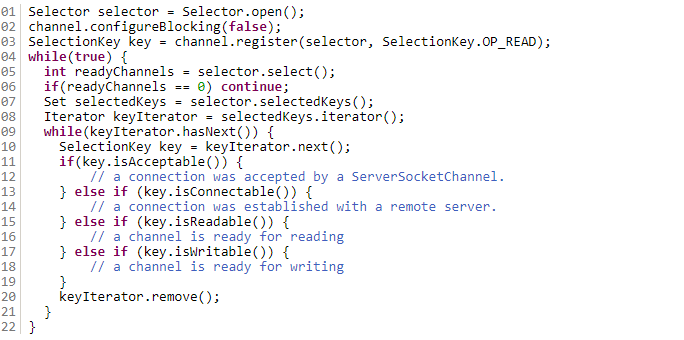 01 Selector selector = Selector.open();
02 channel.configureBlocking(false);
03 SelectionKey key = channel.register(selector, SelectionKey.OP_READ);
04 while(true) {
05   int readyChannels = selector.select();
06   if(readyChannels == 0) continue;
07   Set selectedKeys = selector.selectedKeys();
08   Iterator keyIterator = selectedKeys.iterator();
09   while(keyIterator.hasNext()) {
10     SelectionKey key = keyIterator.next();
11     if(key.isAcceptable()) {
12         // a connection was accepted by a ServerSocketChannel.
13     } else if (key.isConnectable()) {
14         // a connection was established with a remote server.
15     } else if (key.isReadable()) {
16         // a channel is ready for reading
17     } else if (key.isWritable()) {
18         // a channel is ready for writing
19     }
20     keyIterator.remove();
21   }
22 }